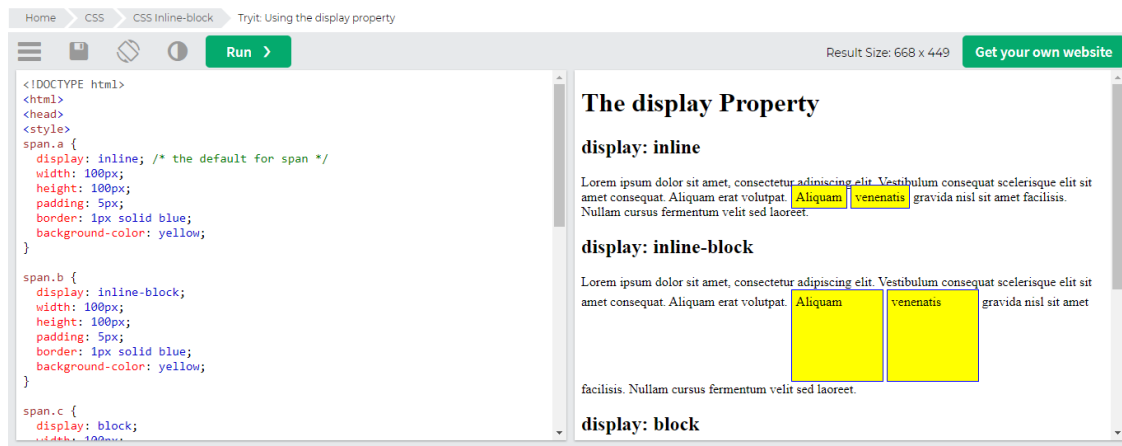 Home CSS CSS Inline-block Tryit: Using the display property
Run ❯ Result Size: 668 x 449 Get your own website
<!DOCTYPE html>
<html>
<head>
<style>
span.a {
  display: inline; /* the default for span */
  width: 100px;
  height: 100px;
  padding: 5px;
  border: 1px solid blue;
  background-color: yellow;
}
span.b {
  display: inline-block;
  width: 100px;
  height: 100px;
  padding: 5px;
  border: 1px solid blue;
  background-color: yellow;
}
span.c {
  display: block;
  width: 100px;
The display Property
display: inline
Lorem ipsum dolor sit amet, consectetur adipiscing elit. Vestibulum consequat scelerisque elit sit
amet consequat. Aliquam erat volutpat. Aliquam venenatis gravida nisl sit amet facilisis.
Nullam cursus fermentum velit sed laoreet.
display: inline-block
Lorem ipsum dolor sit amet, consectetur adipiscing elit. Vestibulum consequat scelerisque elit sit
amet consequat. Aliquam erat volutpat. Aliquam venenatis gravida nisl sit amet
facilisis. Nullam cursus fermentum velit sed laoreet.
display: block